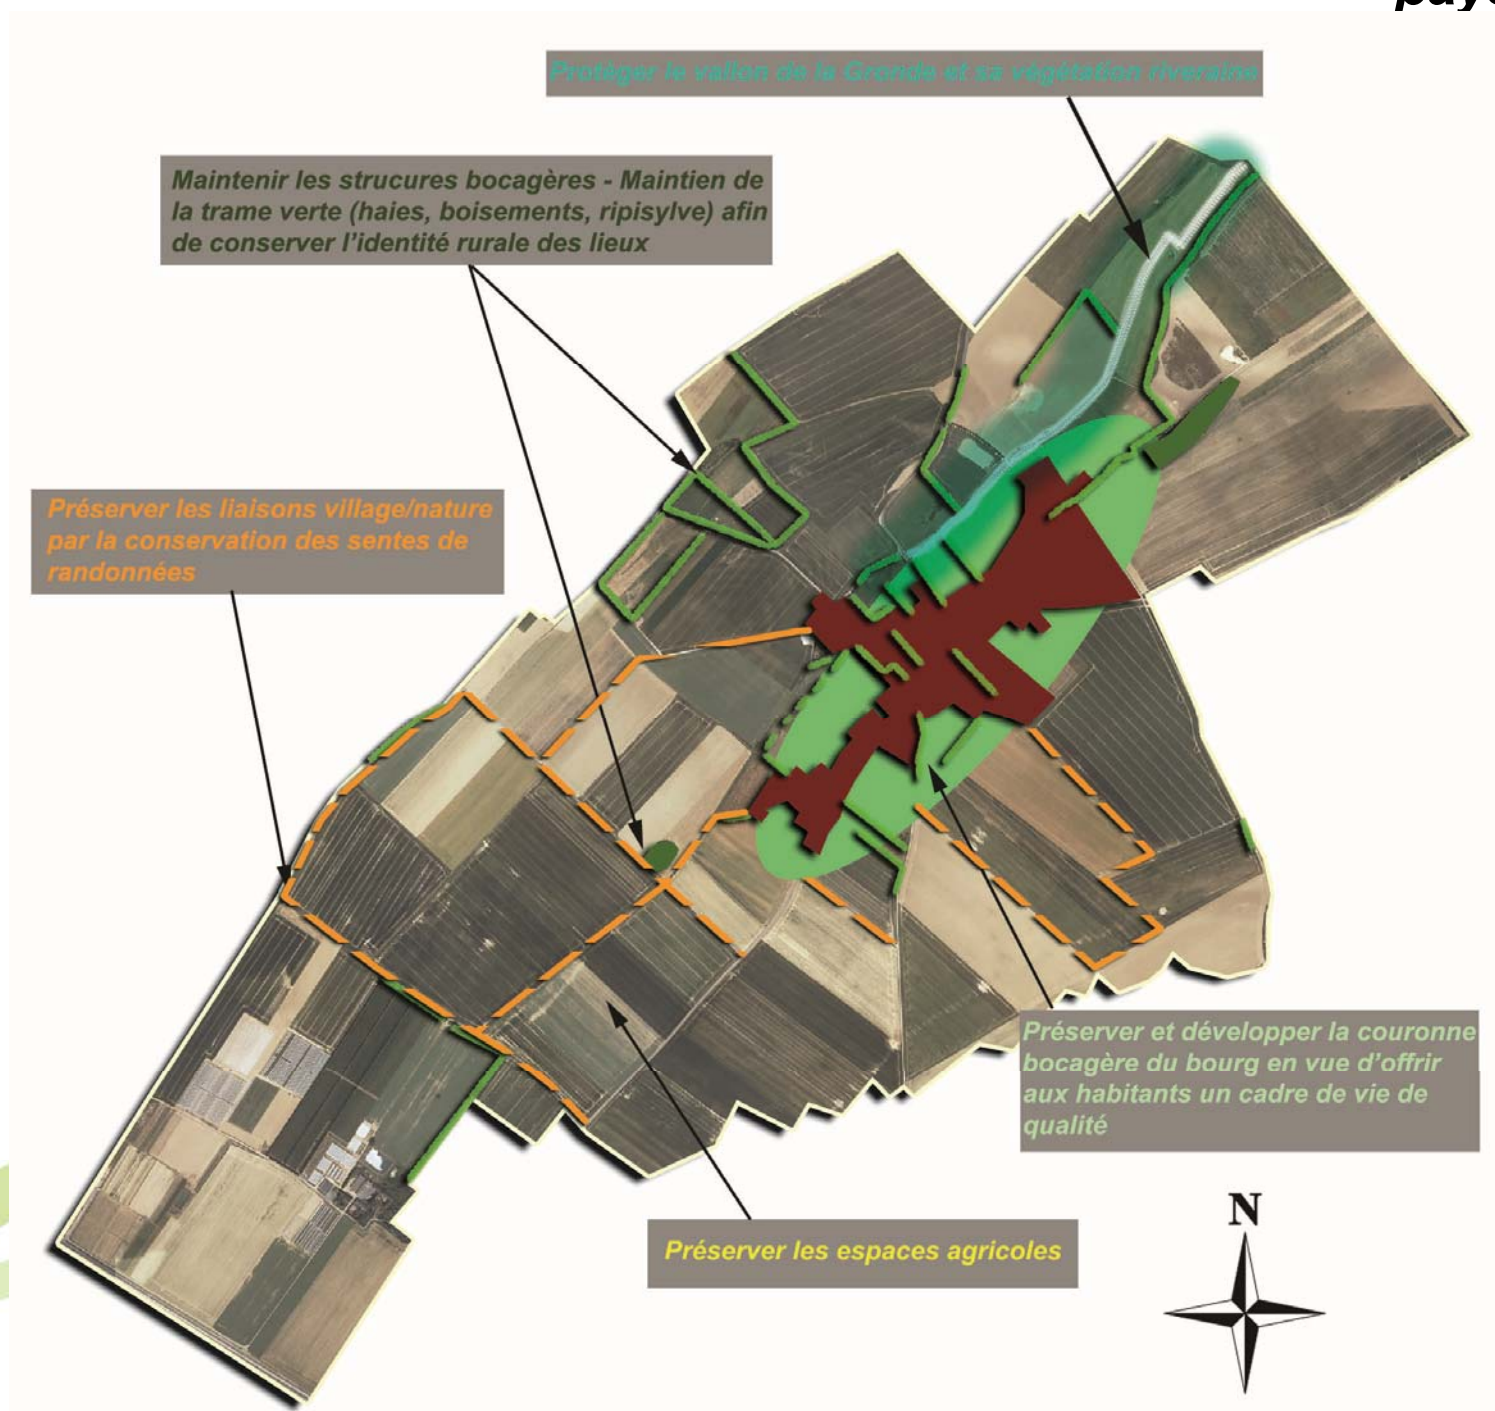 Protèger le vallon de la Gronde et sa végétation riveraine
Maintenir les strucures bocagères - Maintien de
la trame verte (haies, boisements, ripisylve) afin
de conserver l'identité rurale des lieux
Préserver les liaisons village/nature
par la conservation des sentes de
randonnées
Préserver et développer la couronne
bocagère du bourg en vue d'offrir
aux habitants un cadre de vie de
qualité
Préserver les espaces agricoles
N